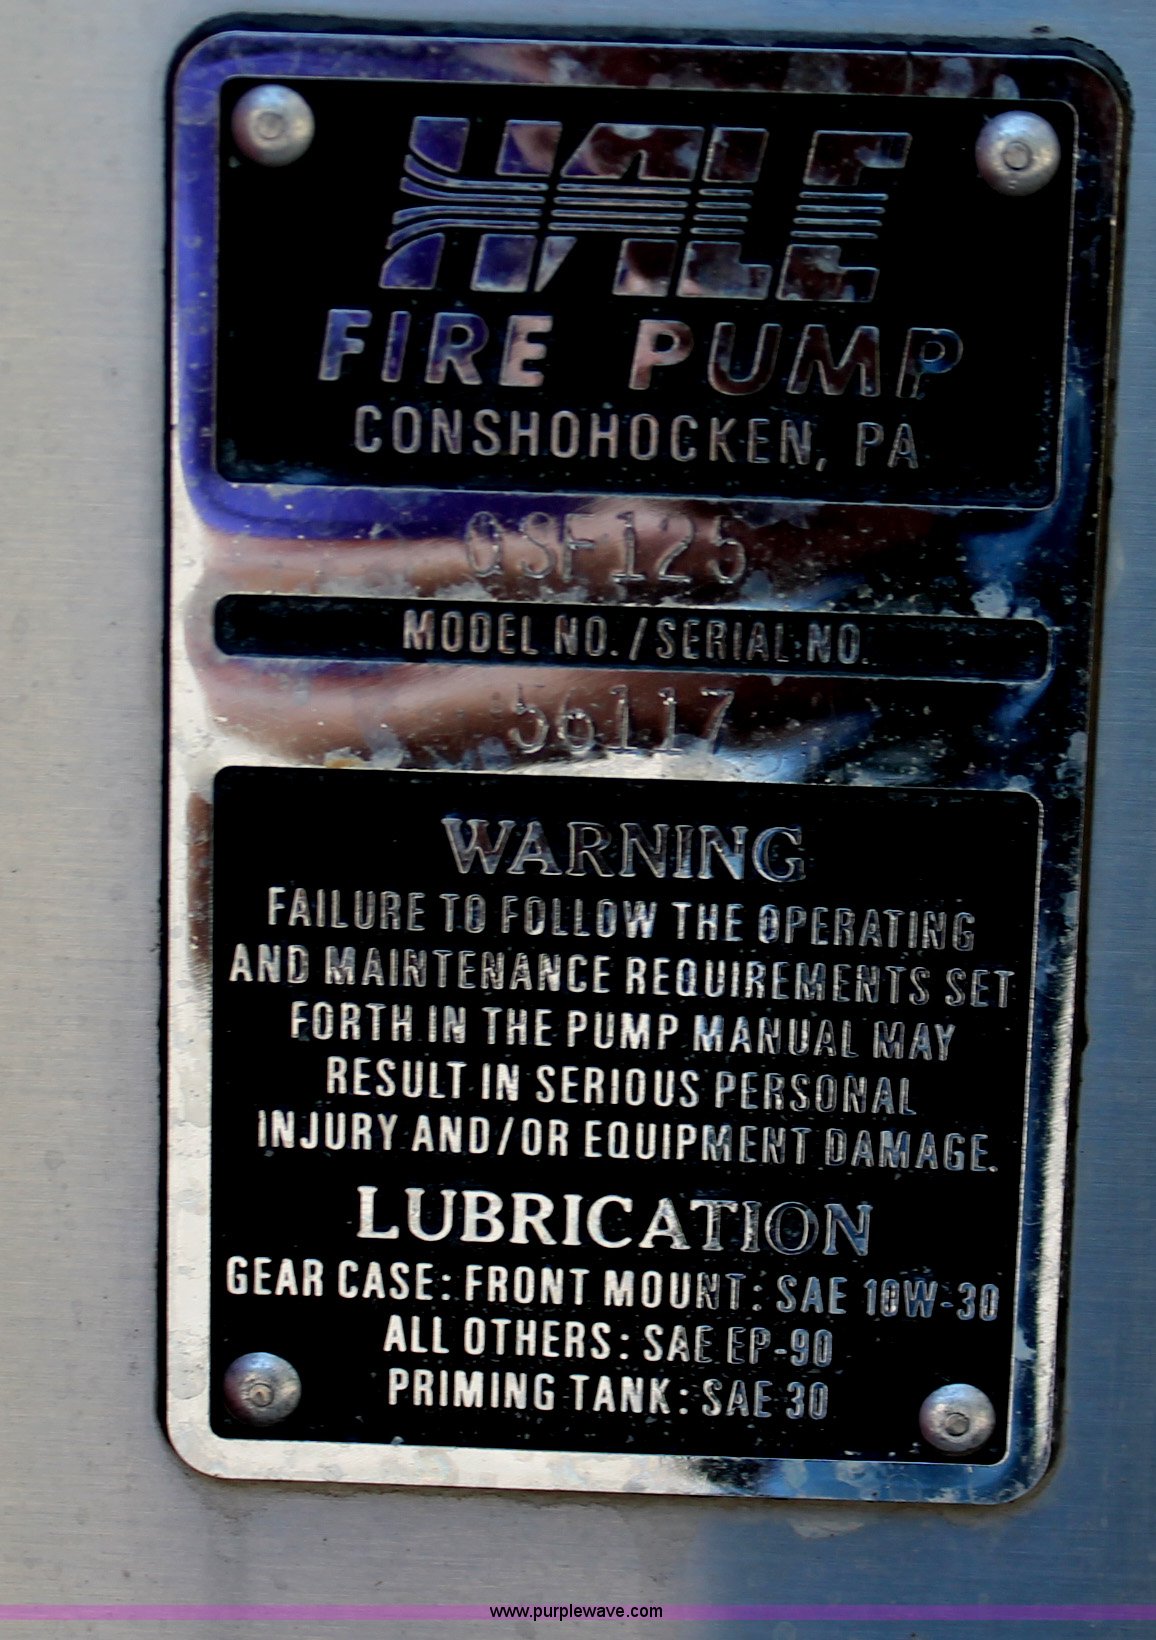 HALE
FIRE PUMP
CONSHOHOCKEN, PA
QSF125
MODEL NO./SERIAL NO.
56117
WARNING
FAILURE TO FOLLOW THE OPERATING
AND MAINTENANCE REQUIREMENTS SET
FORTH IN THE PUMP MANUAL MAY
RESULT IN SERIOUS PERSONAL
INJURY AND/OR EQUIPMENT DAMAGE.
LUBRICATION
GEAR CASE: FRONT MOUNT: SAE 10W-30
ALL OTHERS: SAE EP-90
PRIMING TANK: SAE 30
www.purplewave.com